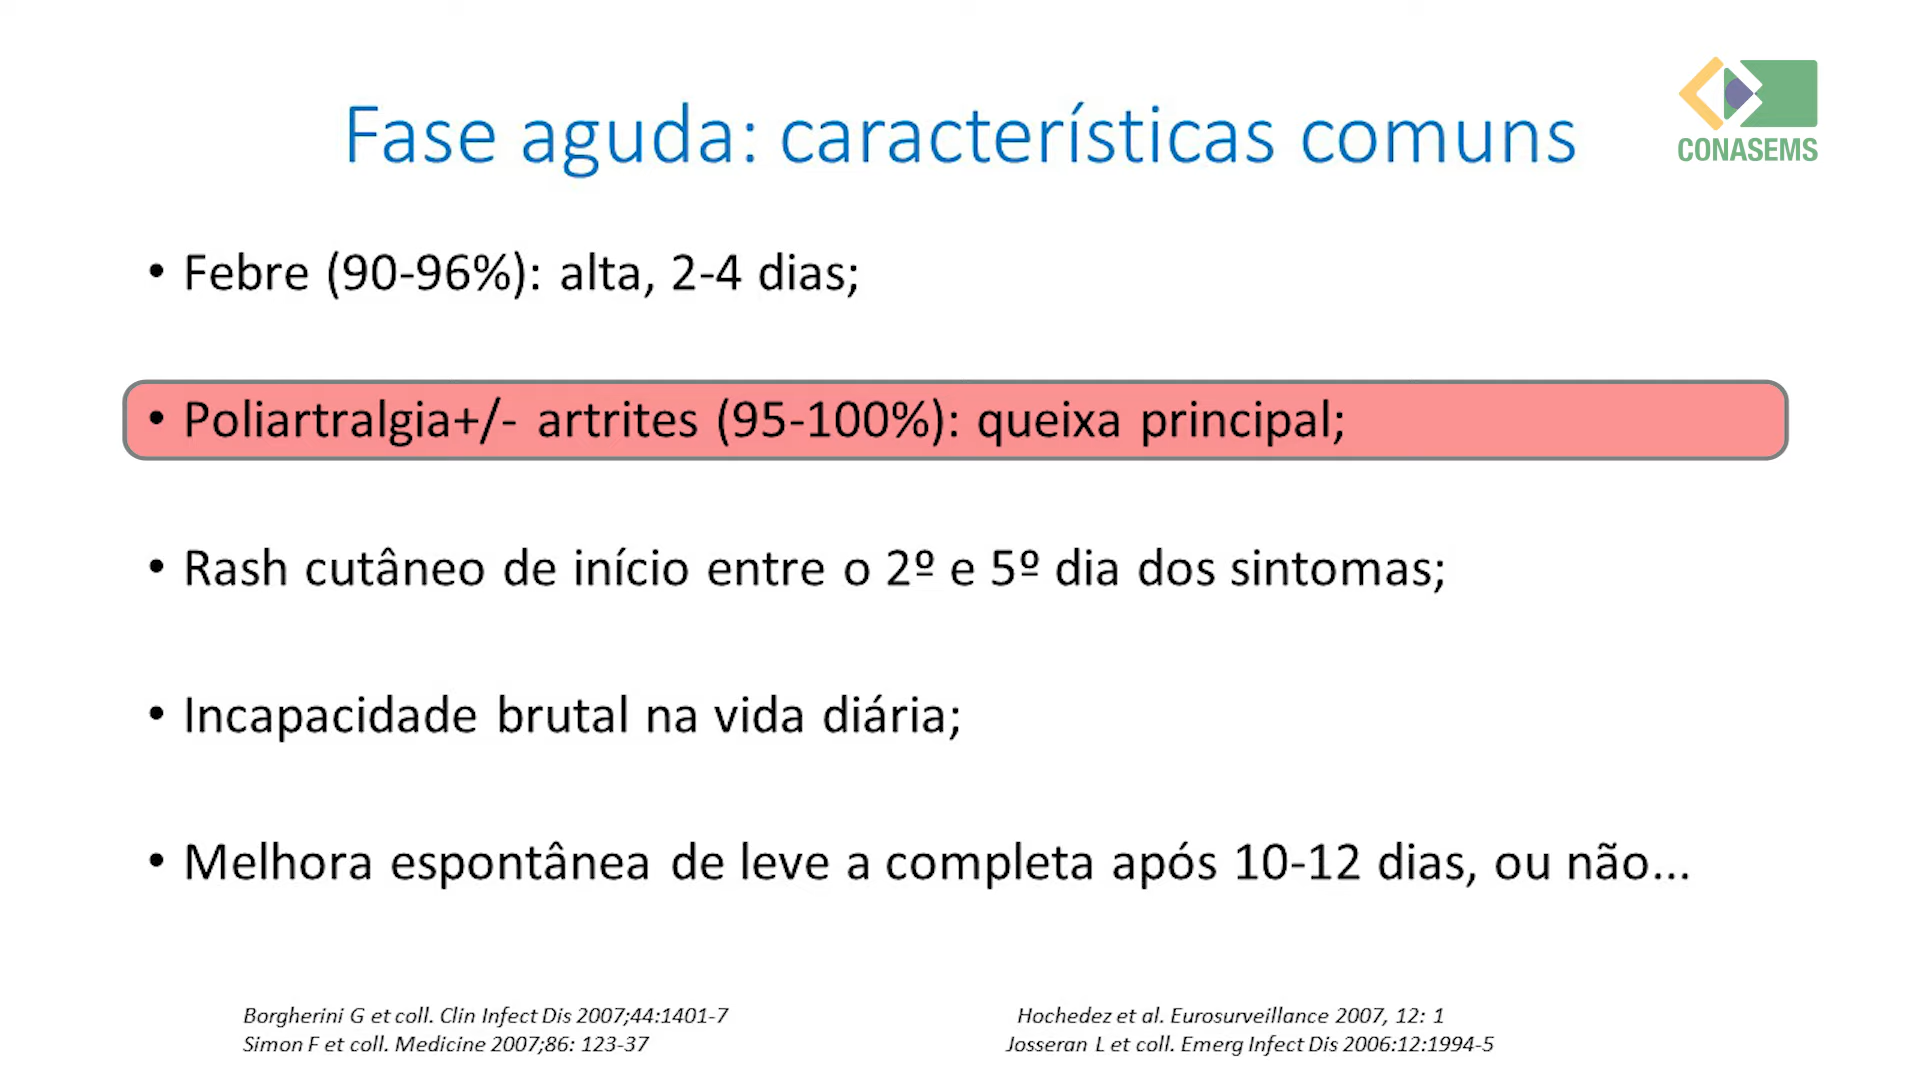 Fase aguda: características comuns
CONASEMS
• Febre (90-96%): alta, 2-4 dias;
• Poliartralgia+/- artrites (95-100%): queixa principal;
• Rash cutâneo de início entre o 2º e 5º dia dos sintomas;
• Incapacidade brutal na vida diária;
• Melhora espontânea de leve a completa após 10-12 dias, ou não...
Borgherini G et coll. Clin Infect Dis 2007;44:1401-7
Simon F et coll. Medicine 2007;86: 123-37
Hochedez et al. Eurosurveillance 2007, 12: 1
Josseran L et coll. Emerg Infect Dis 2006:12:1994-5